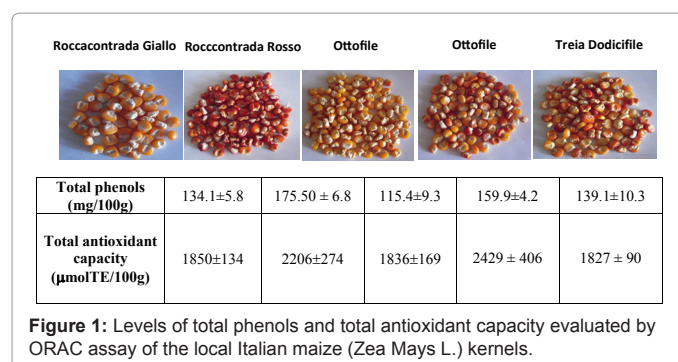 Roccacontrada Giallo Rocccontrada Rosso Ottofile Ottofile Treia Dodicifile
Total phenols
(mg/100g)
134.1±5.8 175.50 ± 6.8 115.4±9.3 159.9±4.2 139.1±10.3
Total antioxidant
capacity
(µmolTE/100g)
1850±134 2206±274 1836±169 2429 ± 406 1827 ± 90
Figure 1: Levels of total phenols and total antioxidant capacity evaluated by
ORAC assay of the local Italian maize (Zea Mays L.) kernels.